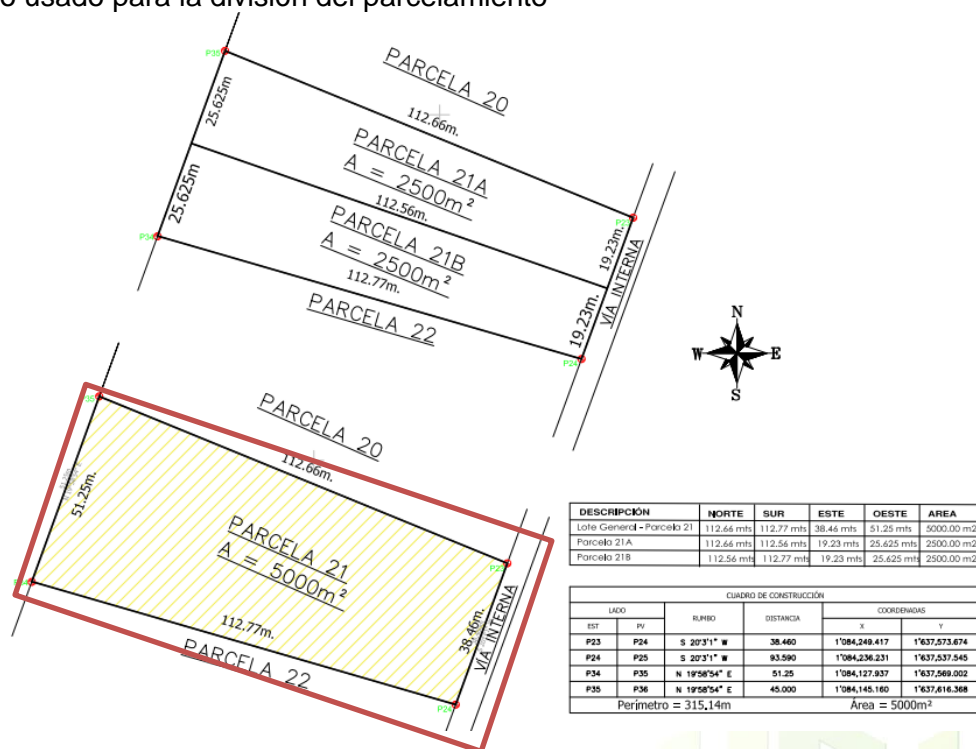 o usado para la división del parcelamiento
P35
PARCELA 20
25.625m
112.66m.
PARCELA 21A
A = 2500m²
25.625m
112.56m.
P23
PARCELA 21B
A = 2500m²
19.23m.
P34
112.77m.
VÍA INTERNA
PARCELA 22
19.23m.
P24
N
W E
S
PARCELA 20
112.66m.
51.25m.
PARCELA 21
A = 5000m²
P23
112.77m.
38.46m.
VÍA INTERNA
PARCELA 22
P24
DESCRIPCIÓN NORTE SUR ESTE OESTE AREA
Lote General - Parcela 21 112.66 mts 112.77 mts 38.46 mts 51.25 mts 5000.00 m2
Parcela 21A 112.66 mts 112.56 mts 19.23 mts 25.625 mts 2500.00 m2
Parcela 21B 112.56 mts 112.77 mts 19.23 mts 25.625 mts 2500.00 m2
CUADRO DE CONSTRUCCIÓN
LADO RUMBO DISTANCIA COORDENADAS
EST PV X Y
P23 P24 S 20°3'1" W 38.460 1'084,249.417 1'637,573.674
P24 P25 S 20°3'1" W 93.590 1'084,236.231 1'637,537.545
P34 P35 N 19°58'54" E 51.25 1'084,127.937 1'637,569.002
P35 P36 N 19°58'54" E 45.000 1'084,145.160 1'637,616.368
Perímetro = 315.14m Área = 5000m²